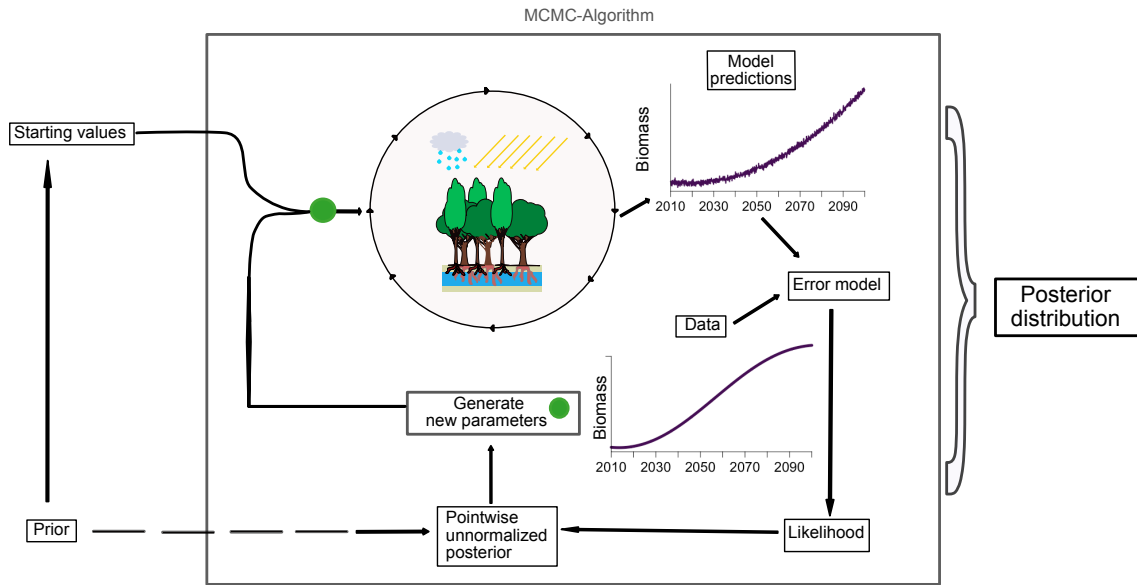 MCMC-Algorithm
Starting values
Model
predictions
Biomass
2010 2030 2050 2070 2090
Error model
Data
Posterior
distribution
Generate
new parameters
Biomass
2010 2030 2050 2070 2090
Prior
Pointwise
unnormalized
posterior
Likelihood